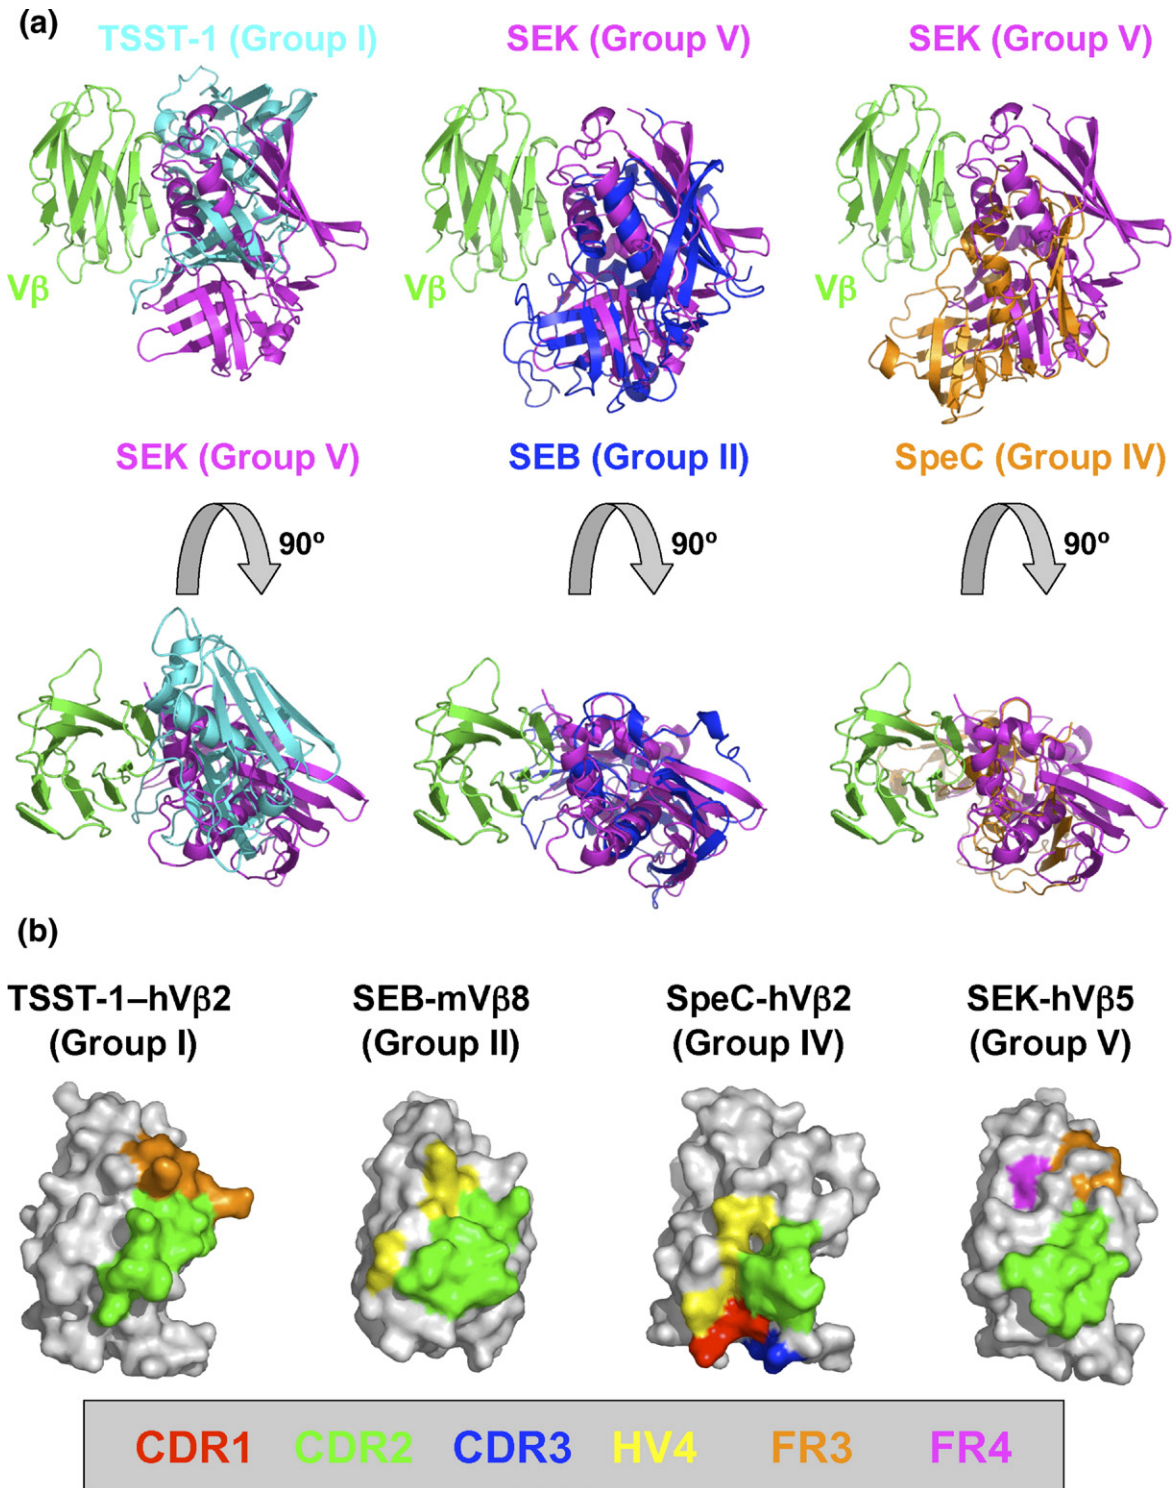 (a)
TSST-1 (Group I) SEK (Group V) SEK (Group V)
Vβ Vβ Vβ
SEK (Group V) SEB (Group II) SpeC (Group IV)
90º 90º 90º
(b)
TSST-1–hVβ2 SEB-mVβ8 SpeC-hVβ2 SEK-hVβ5
(Group I) (Group II) (Group IV) (Group V)
CDR1 CDR2 CDR3 HV4 FR3 FR4